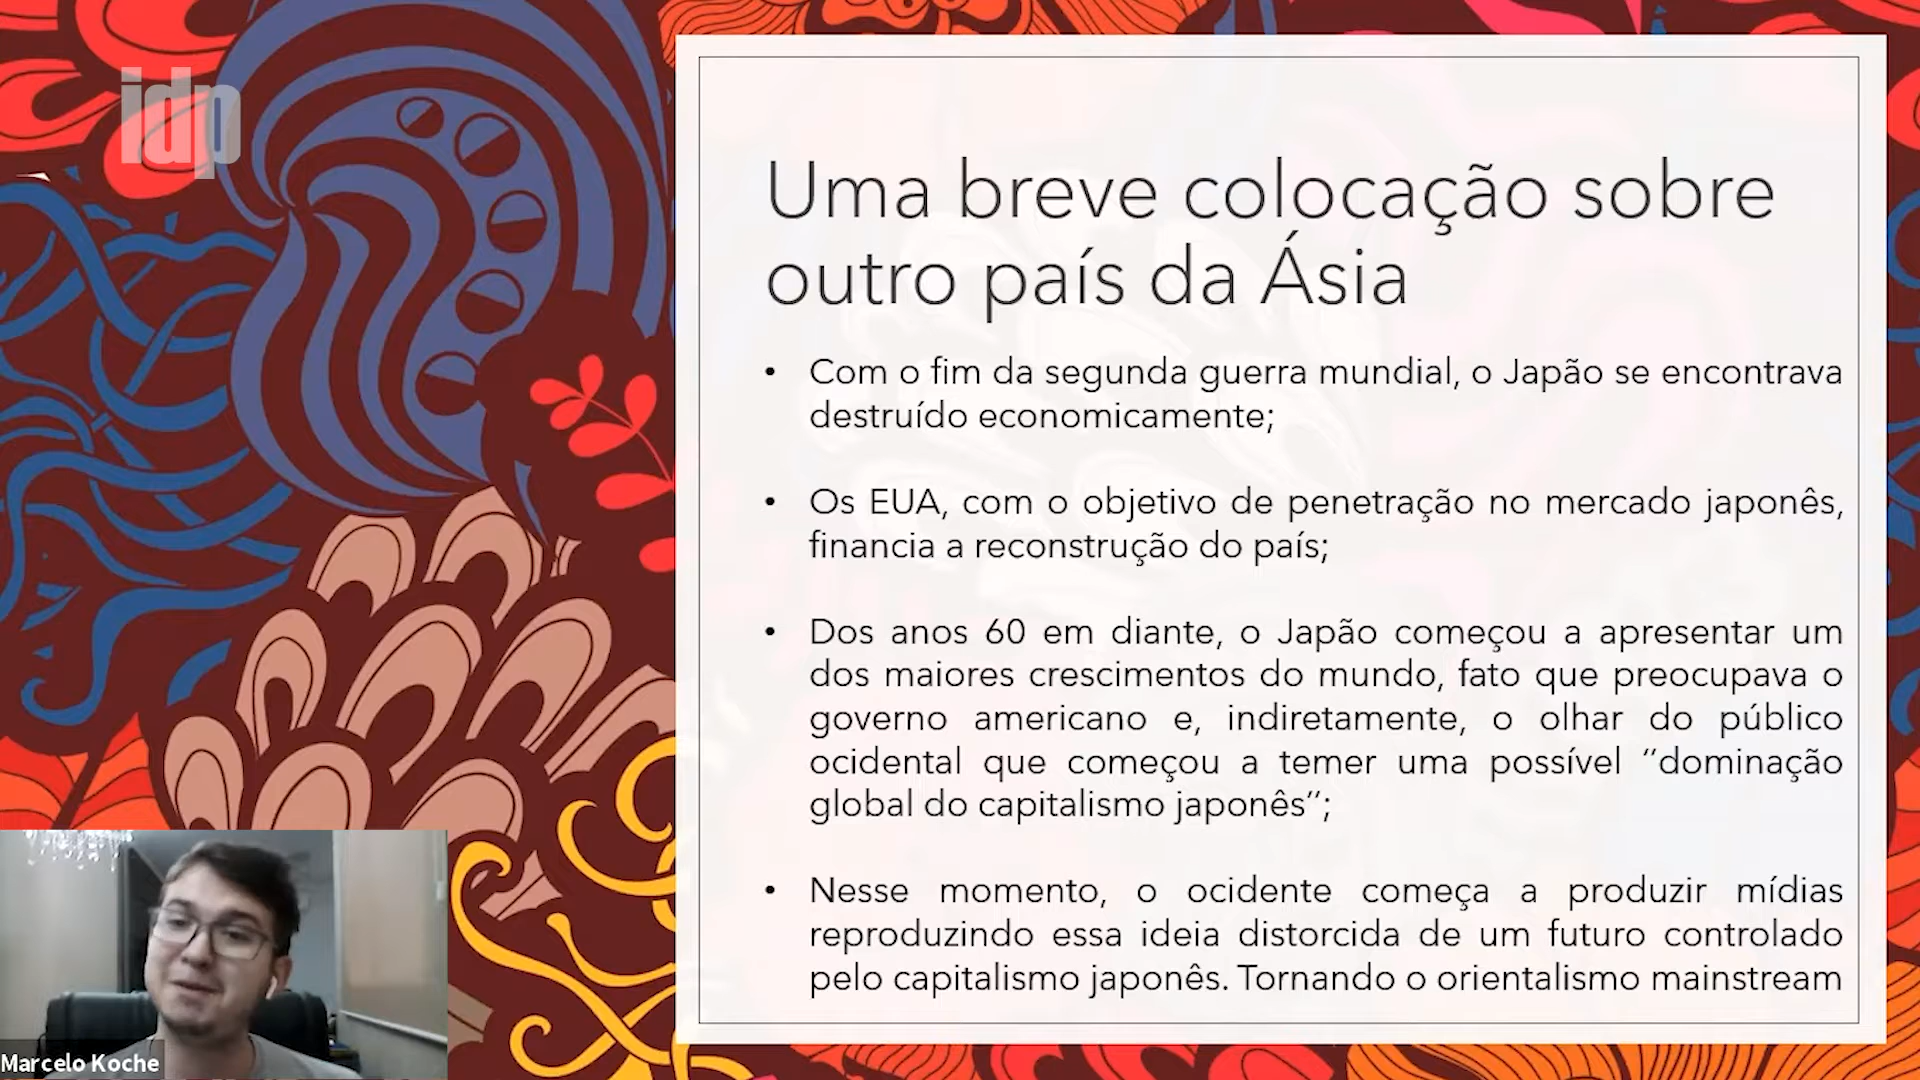 idp
Uma breve colocação sobre
outro país da Ásia
• Com o fim da segunda guerra mundial, o Japão se encontrava
destruído economicamente;
• Os EUA, com o objetivo de penetração no mercado japonês,
financia a reconstrução do país;
• Dos anos 60 em diante, o Japão começou a apresentar um
dos maiores crescimentos do mundo, fato que preocupava o
governo americano e, indiretamente, o olhar do público
ocidental que começou a temer uma possível ‘‘dominação
global do capitalismo japonês’’;
• Nesse momento, o ocidente começa a produzir mídias
reproduzindo essa ideia distorcida de um futuro controlado
pelo capitalismo japonês. Tornando o orientalismo mainstream
Marcelo Koche